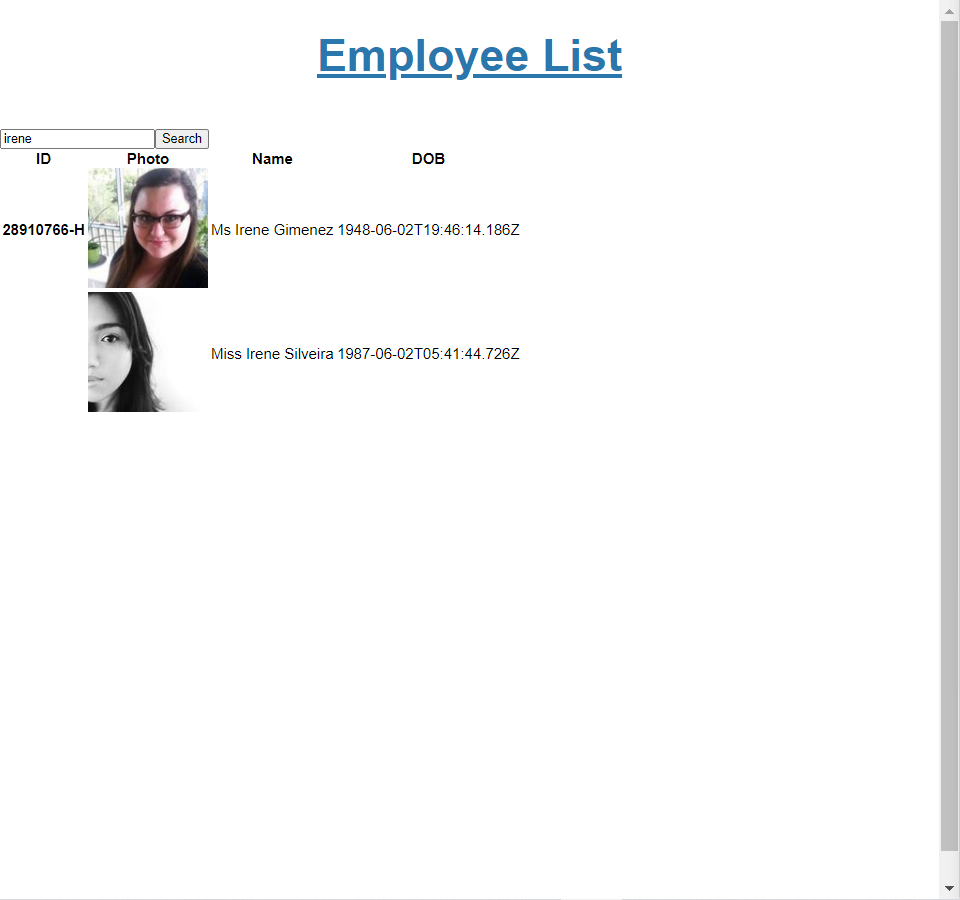 Employee List
irene Search
ID Photo Name DOB
28910766-H Ms Irene Gimenez 1948-06-02T19:46:14.186Z
Miss Irene Silveira 1987-06-02T05:41:44.726Z